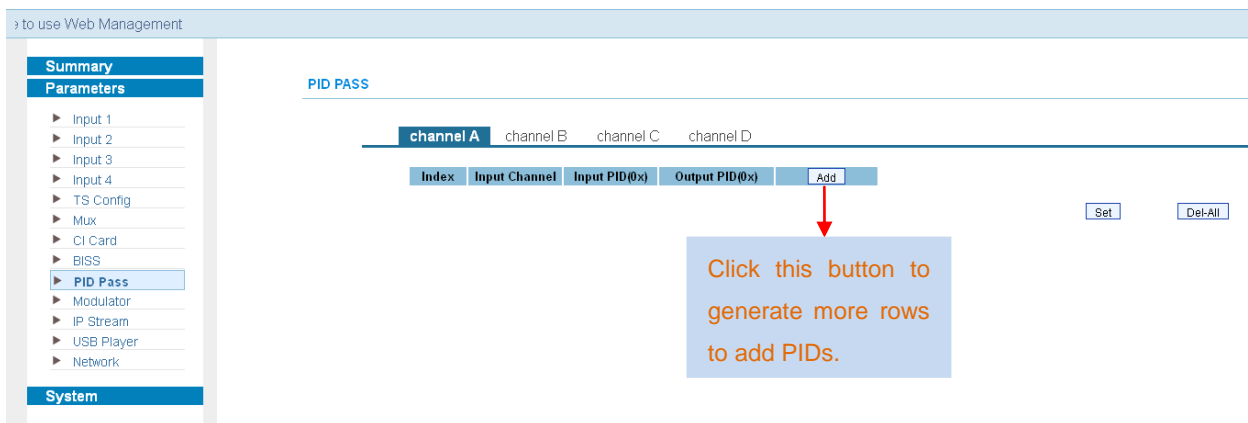 to use Web Management
Summary
Parameters
PID PASS
Input 1
Input 2
Input 3
Input 4
TS Config
Mux
CI Card
BISS
PID Pass
Modulator
IP Stream
USB Player
Network
System
channel A channel B channel C channel D
Index Input Channel Input PID(0x) Output PID(0x) Add
Set Del-All
Click this button to
generate more rows
to add PIDs.